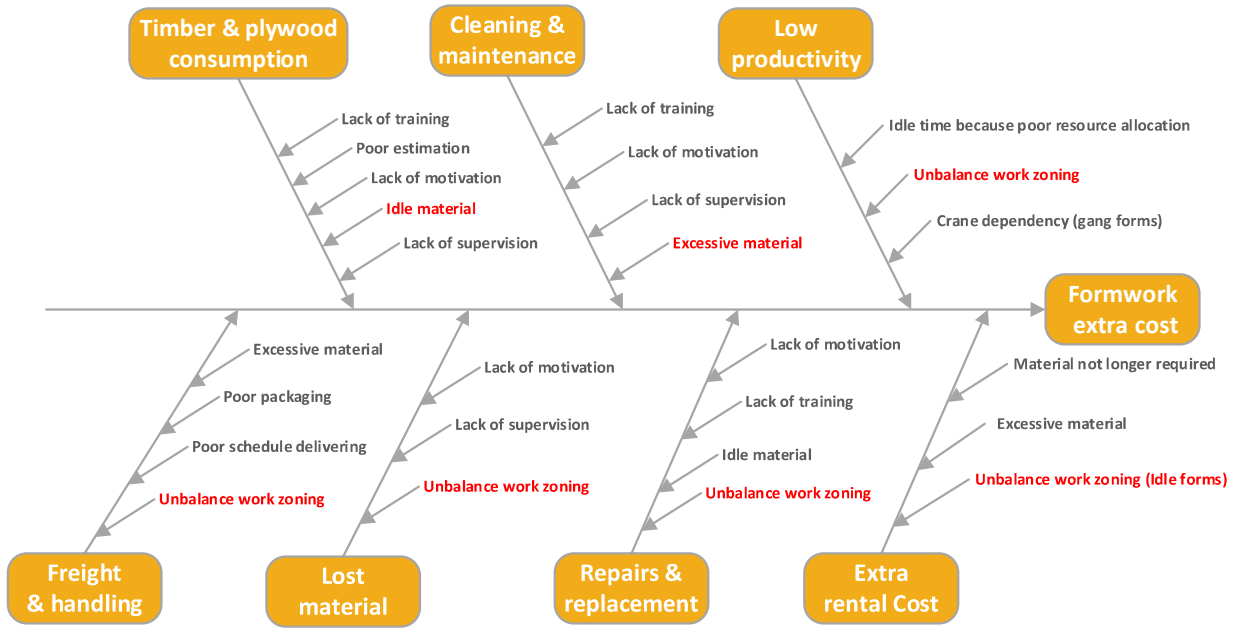 Timber & plywood
consumption
Cleaning &
maintenance
Low
productivity
Lack of training
Poor estimation
Lack of motivation
Idle material
Lack of supervision
Lack of training
Lack of motivation
Lack of supervision
Excessive material
Idle time because poor resource allocation
Unbalance work zoning
Crane dependency (gang forms)
Formwork
extra cost
Excessive material
Poor packaging
Poor schedule delivering
Unbalance work zoning
Lack of motivation
Lack of supervision
Unbalance work zoning
Lack of motivation
Lack of training
Idle material
Unbalance work zoning
Material not longer required
Excessive material
Unbalance work zoning (Idle forms)
Freight
& handling
Lost
material
Repairs &
replacement
Extra
rental Cost